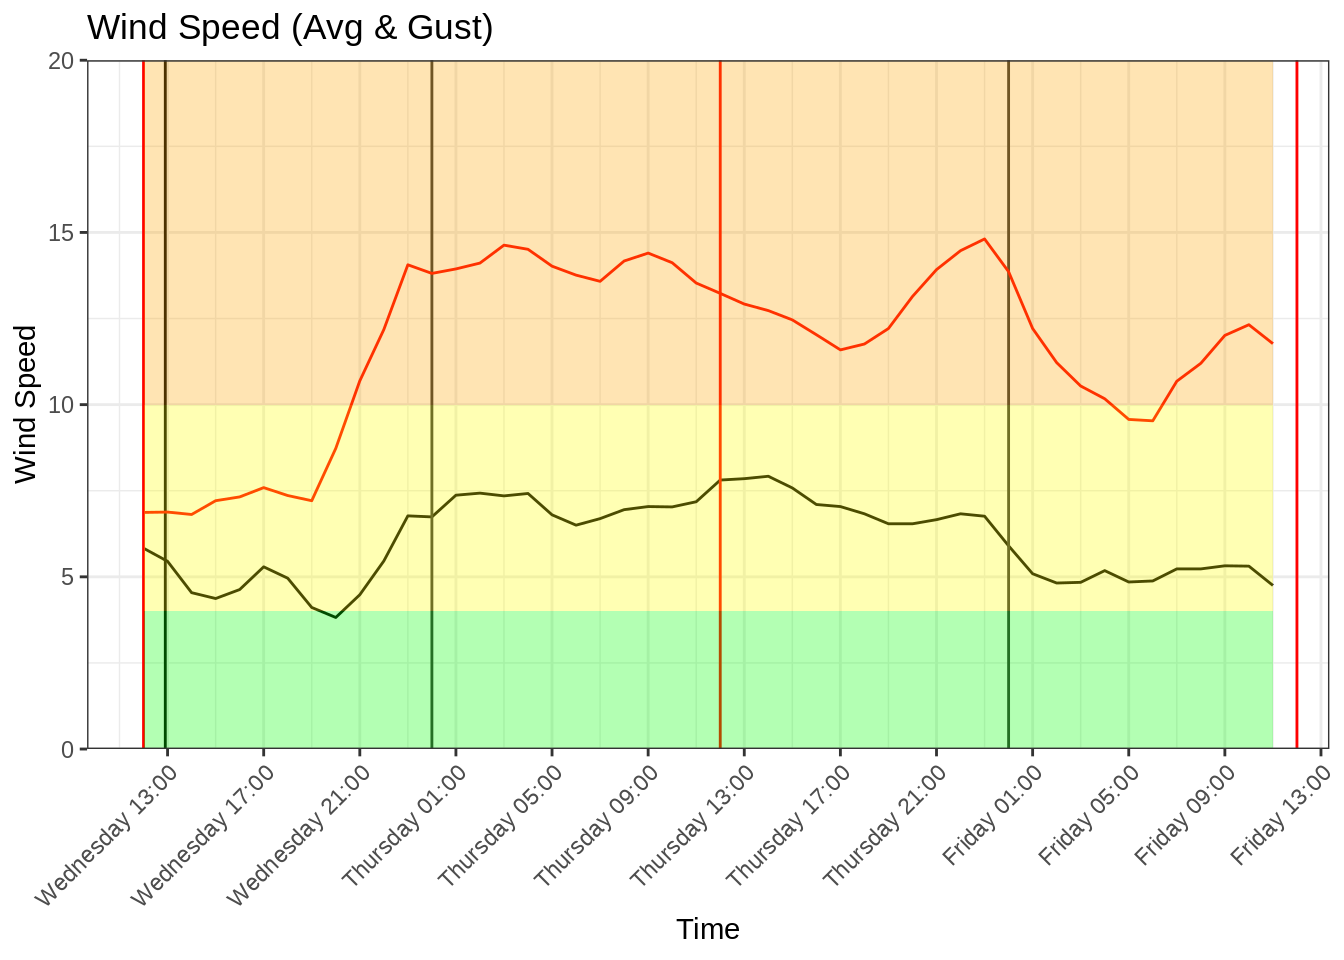 Wind Speed (Avg & Gust)
Wind Speed
20
15
10
5
0
Wednesday 13:00
Wednesday 17:00
Wednesday 21:00
Thursday 01:00
Thursday 05:00
Thursday 09:00
Thursday 13:00
Thursday 17:00
Thursday 21:00
Friday 01:00
Friday 05:00
Friday 09:00
Friday 13:00
Time